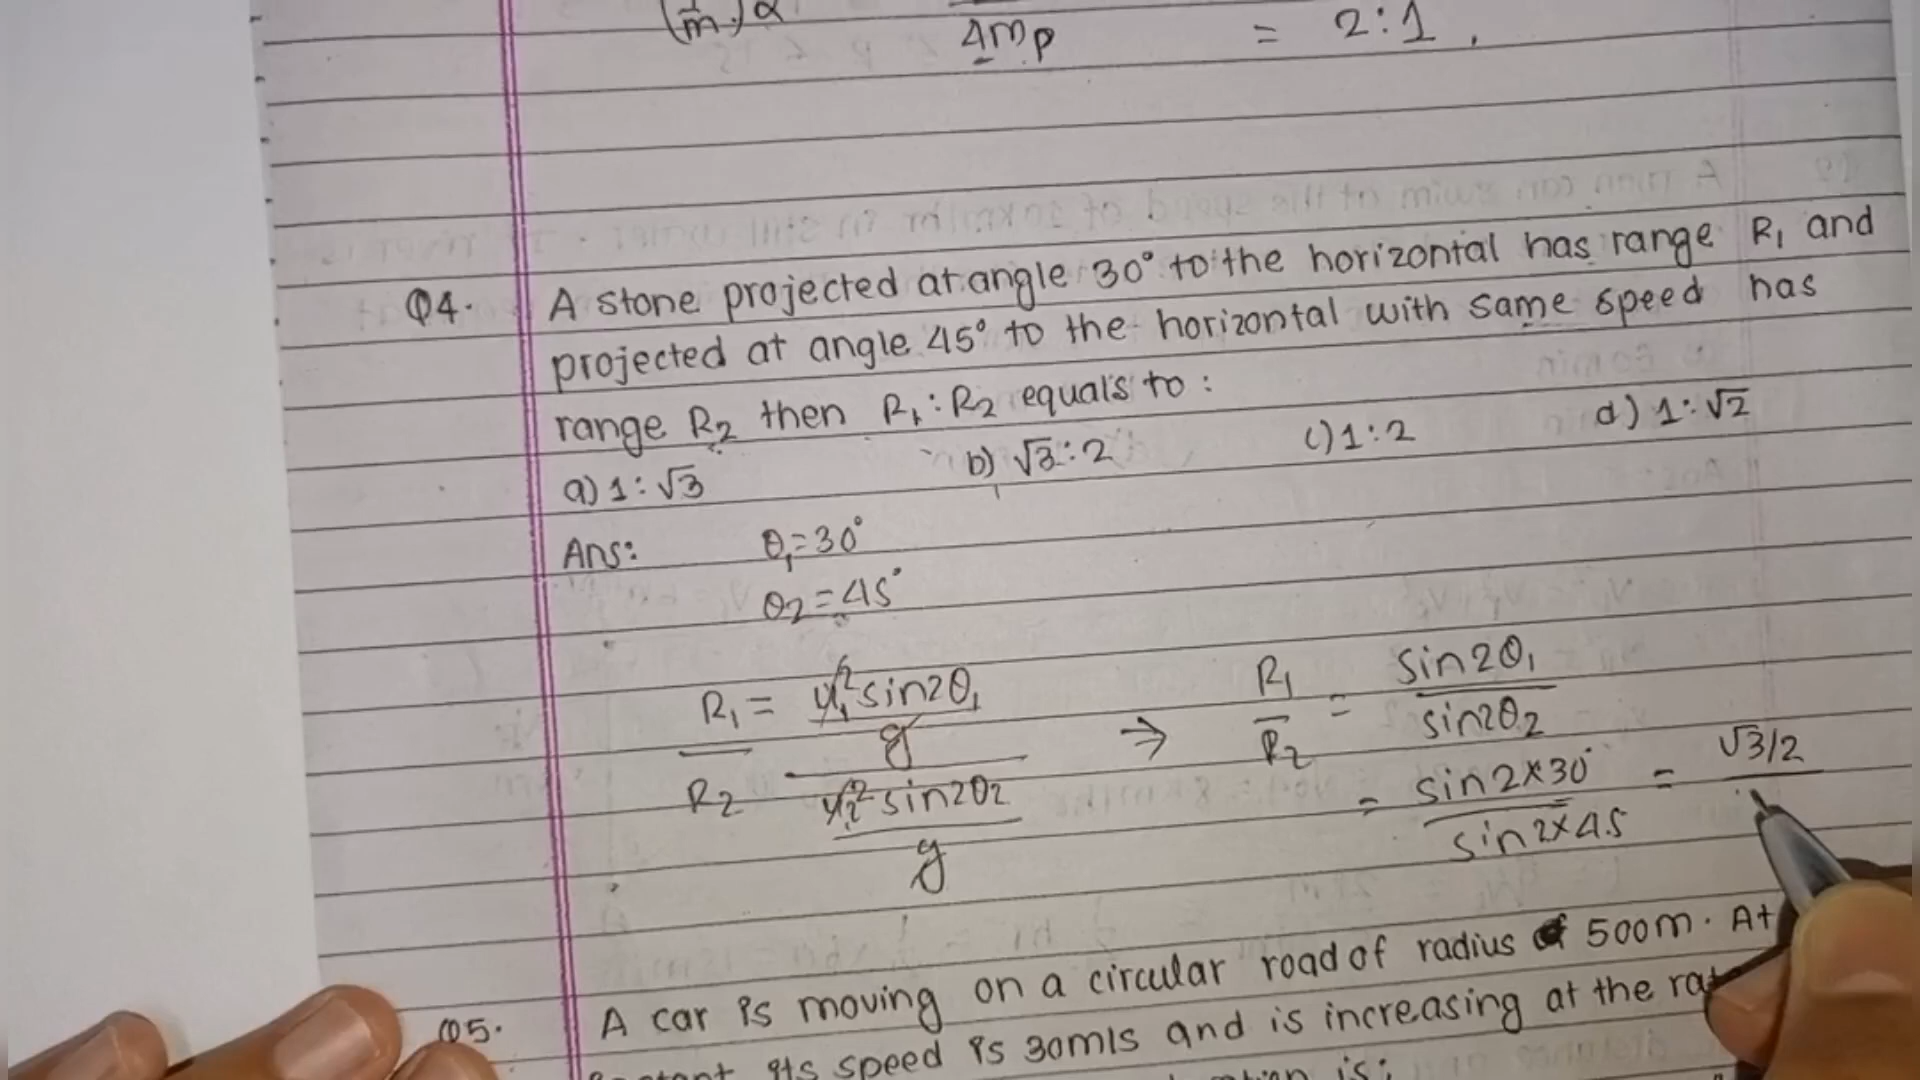 (1/m) α
4mp = 2:1.
Q4. A stone projected at angle 30° to the horizontal has range R₁ and
projected at angle 45° to the horizontal with same speed has
range R₂ then R₁:R₂ equals to:
a) 1:√3 b) √3:2 c) 1:2 d) 1:√2
Ans: θ₁=30°
θ₂=45°
R₁/R₂ = (u₁² sin2θ₁/g)/(u₂² sin2θ₂/g) ⇒ R₁/R₂ = sin2θ₁/sin2θ₂
= sin2×30°/sin2×45 = √3/2
Q5. A car is moving on a circular road of radius of 500m. At
its speed is 30m/s and is increasing at the
is: